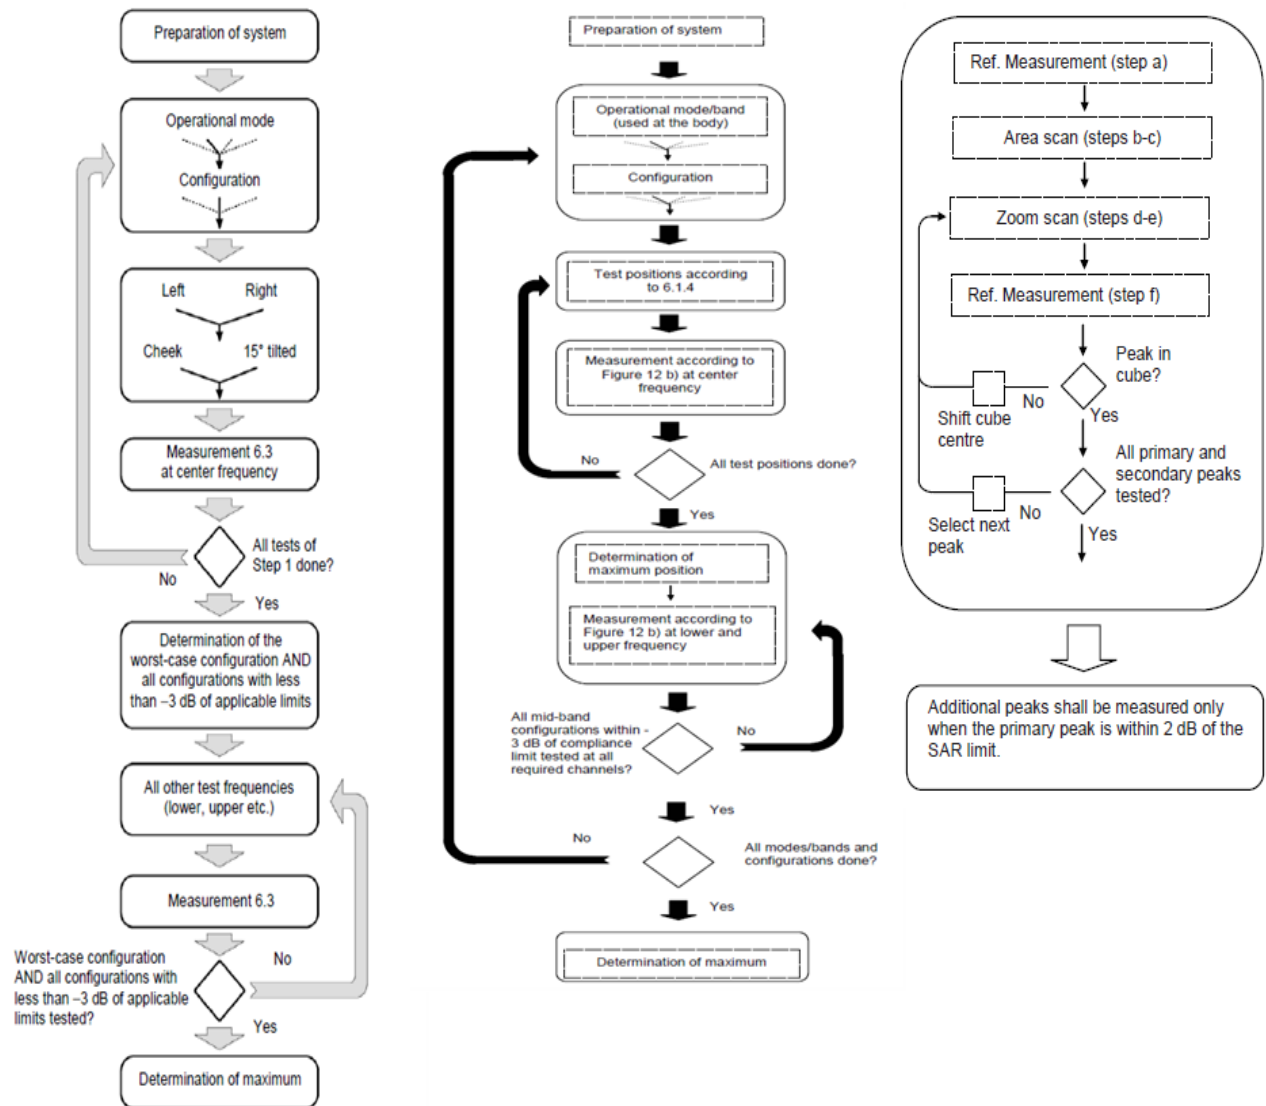 Preparation of system
Operational mode
Configuration
Left Right
Cheek 15° tilted
Measurement 6.3
at center frequency
All tests of
Step 1 done?
No
Yes
Determination of the
worst-case configuration AND
all configurations with less
than –3 dB of applicable limits
All other test frequencies
(lower, upper etc.)
Measurement 6.3
Worst-case configuration
AND all configurations with
less than –3 dB of applicable
limits tested?
No
Yes
Determination of maximum
Preparation of system
Operational mode/band
(used at the body)
Configuration
Test positions according
to 6.1.4
Measurement according to
Figure 12 b) at center
frequency
No
All test positions done?
Yes
Determination of
maximum position
Measurement according to
Figure 12 b) at lower and
upper frequency
All mid-band
configurations within -
3 dB of compliance
limit tested at all
required channels?
No
Yes
No
All modes/bands and
configurations done?
Yes
Determination of maximum
Ref. Measurement (step a)
Area scan (steps b-c)
Zoom scan (steps d-e)
Ref. Measurement (step f)
Peak in
cube?
No
Shift cube
centre
Yes
All primary and
secondary peaks
tested?
No
Select next
peak
Yes
Additional peaks shall be measured only
when the primary peak is within 2 dB of the
SAR limit.